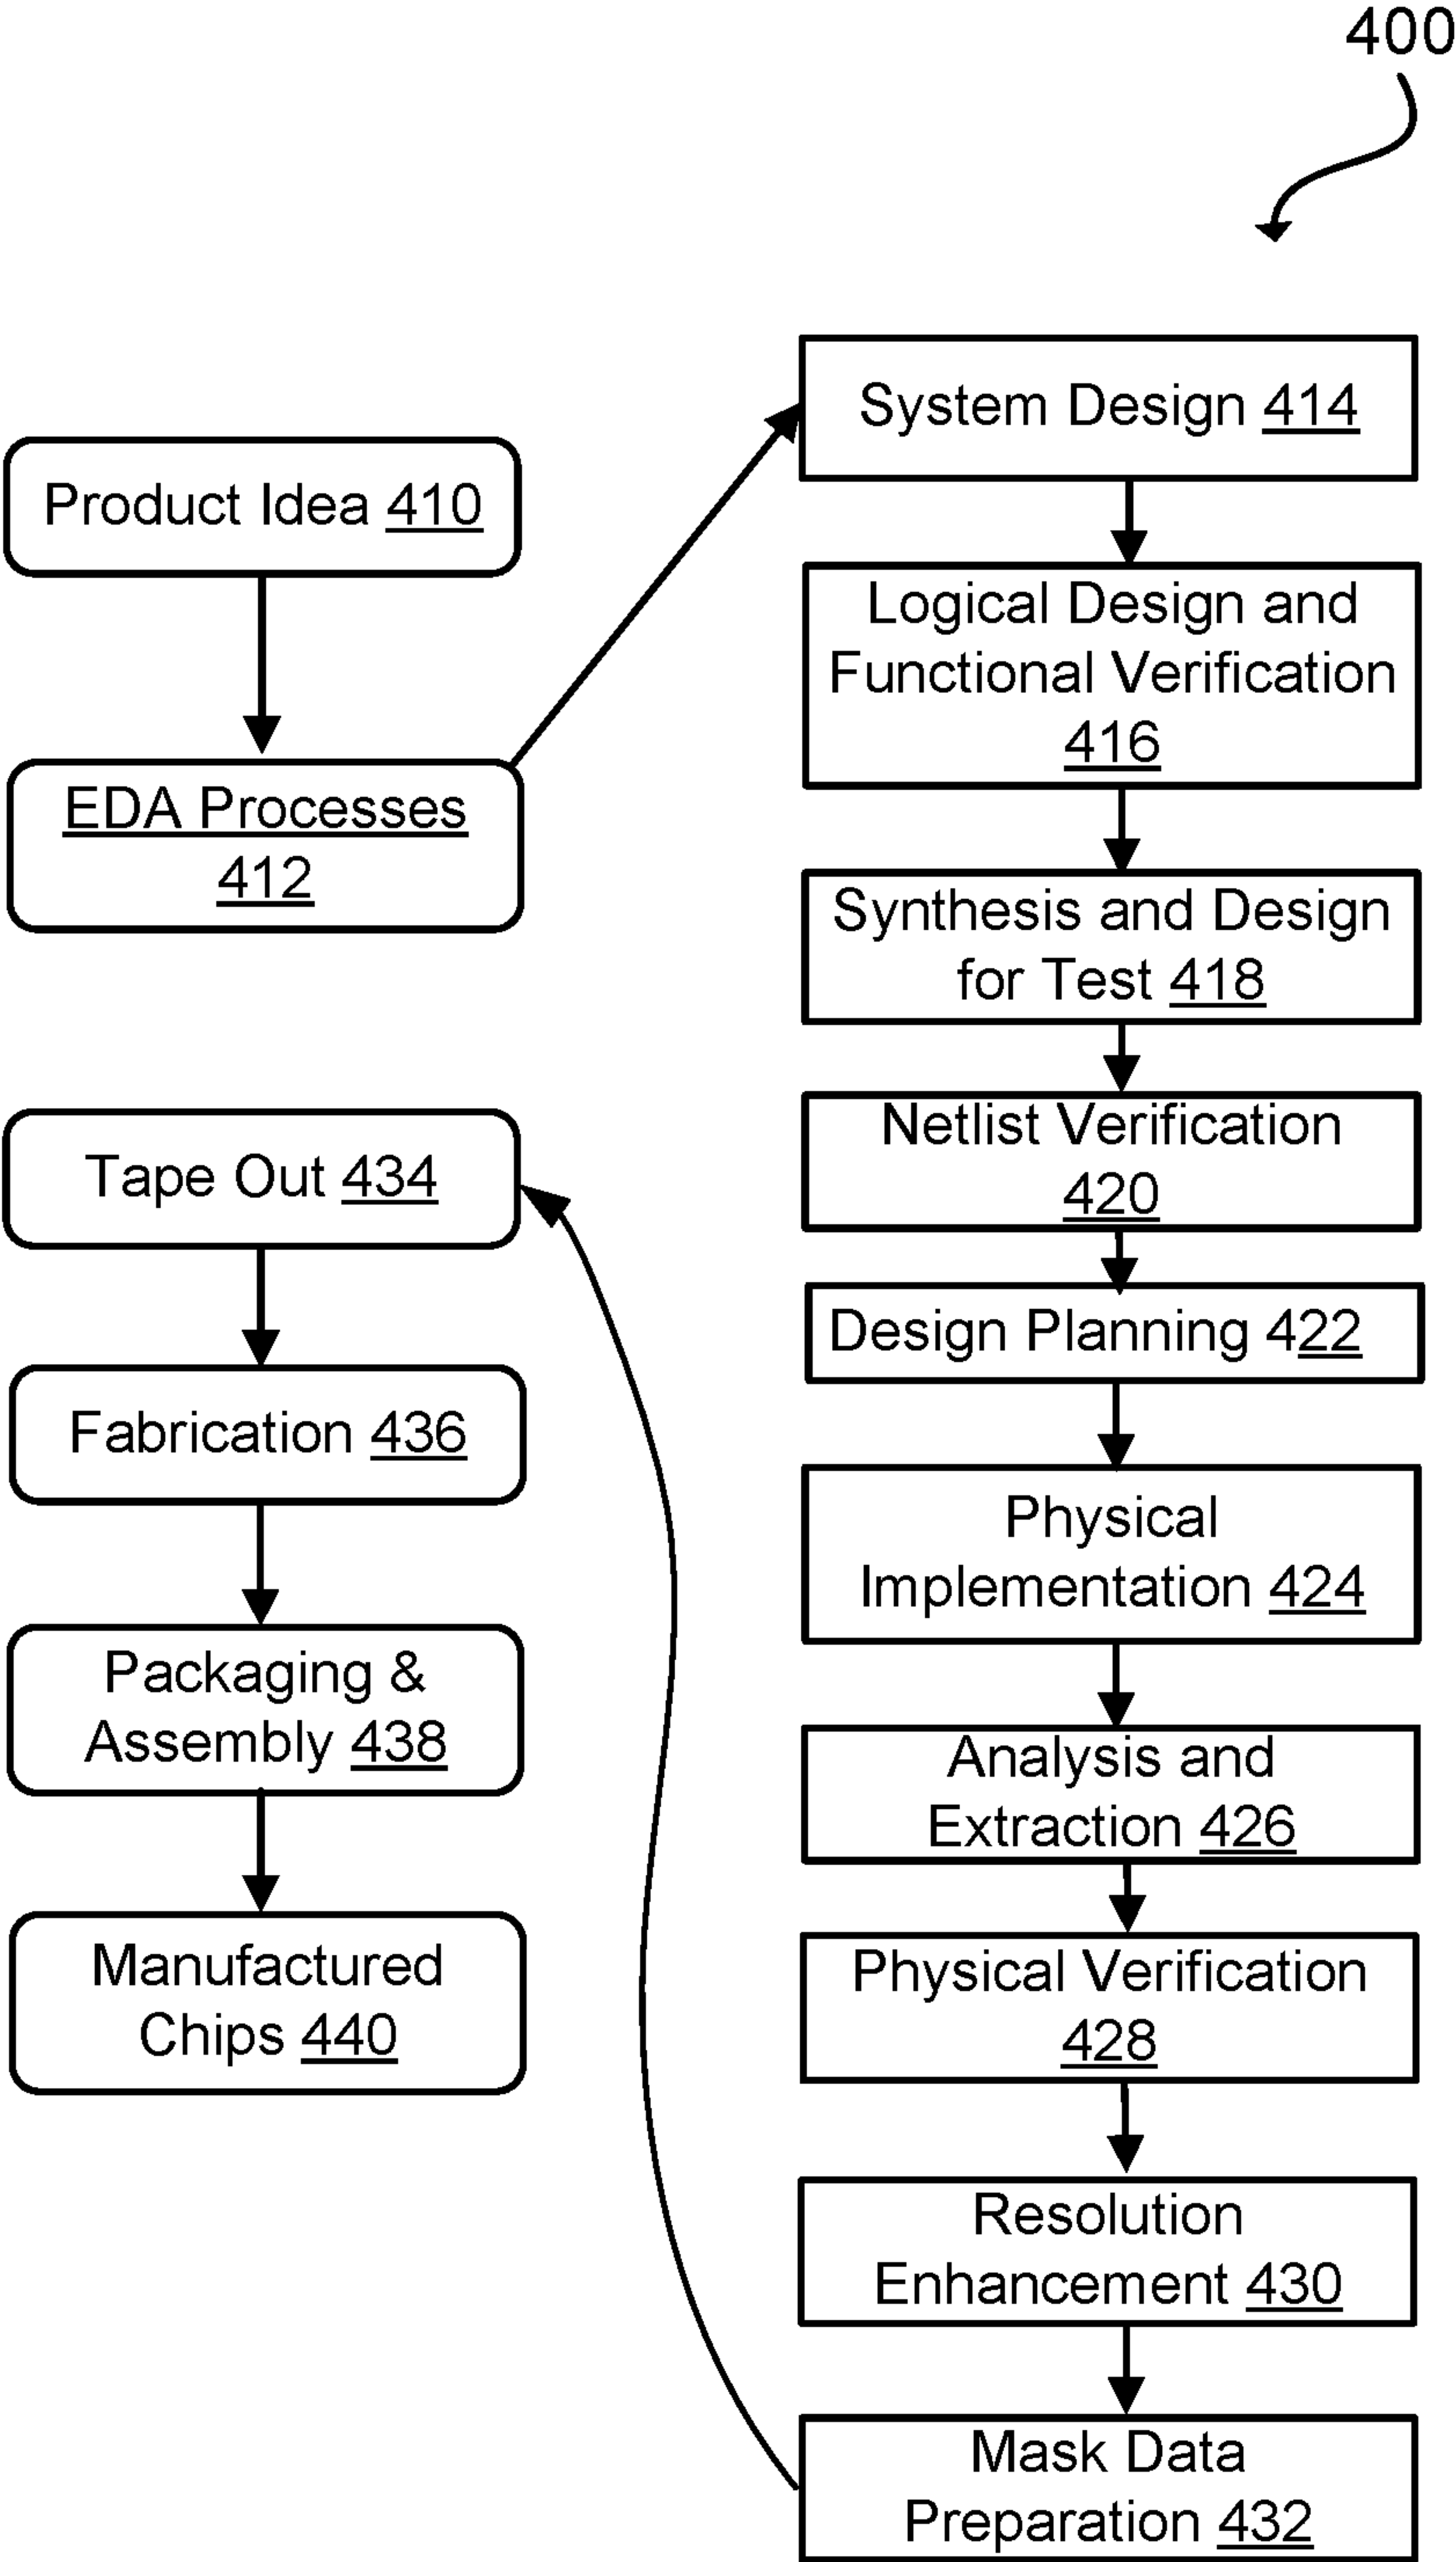 400
Product Idea 410
EDA Processes
412
System Design 414
Logical Design and
Functional Verification
416
Synthesis and Design
for Test 418
Netlist Verification
420
Design Planning 422
Physical
Implementation 424
Analysis and
Extraction 426
Physical Verification
428
Resolution
Enhancement 430
Mask Data
Preparation 432
Tape Out 434
Fabrication 436
Packaging &
Assembly 438
Manufactured
Chips 440